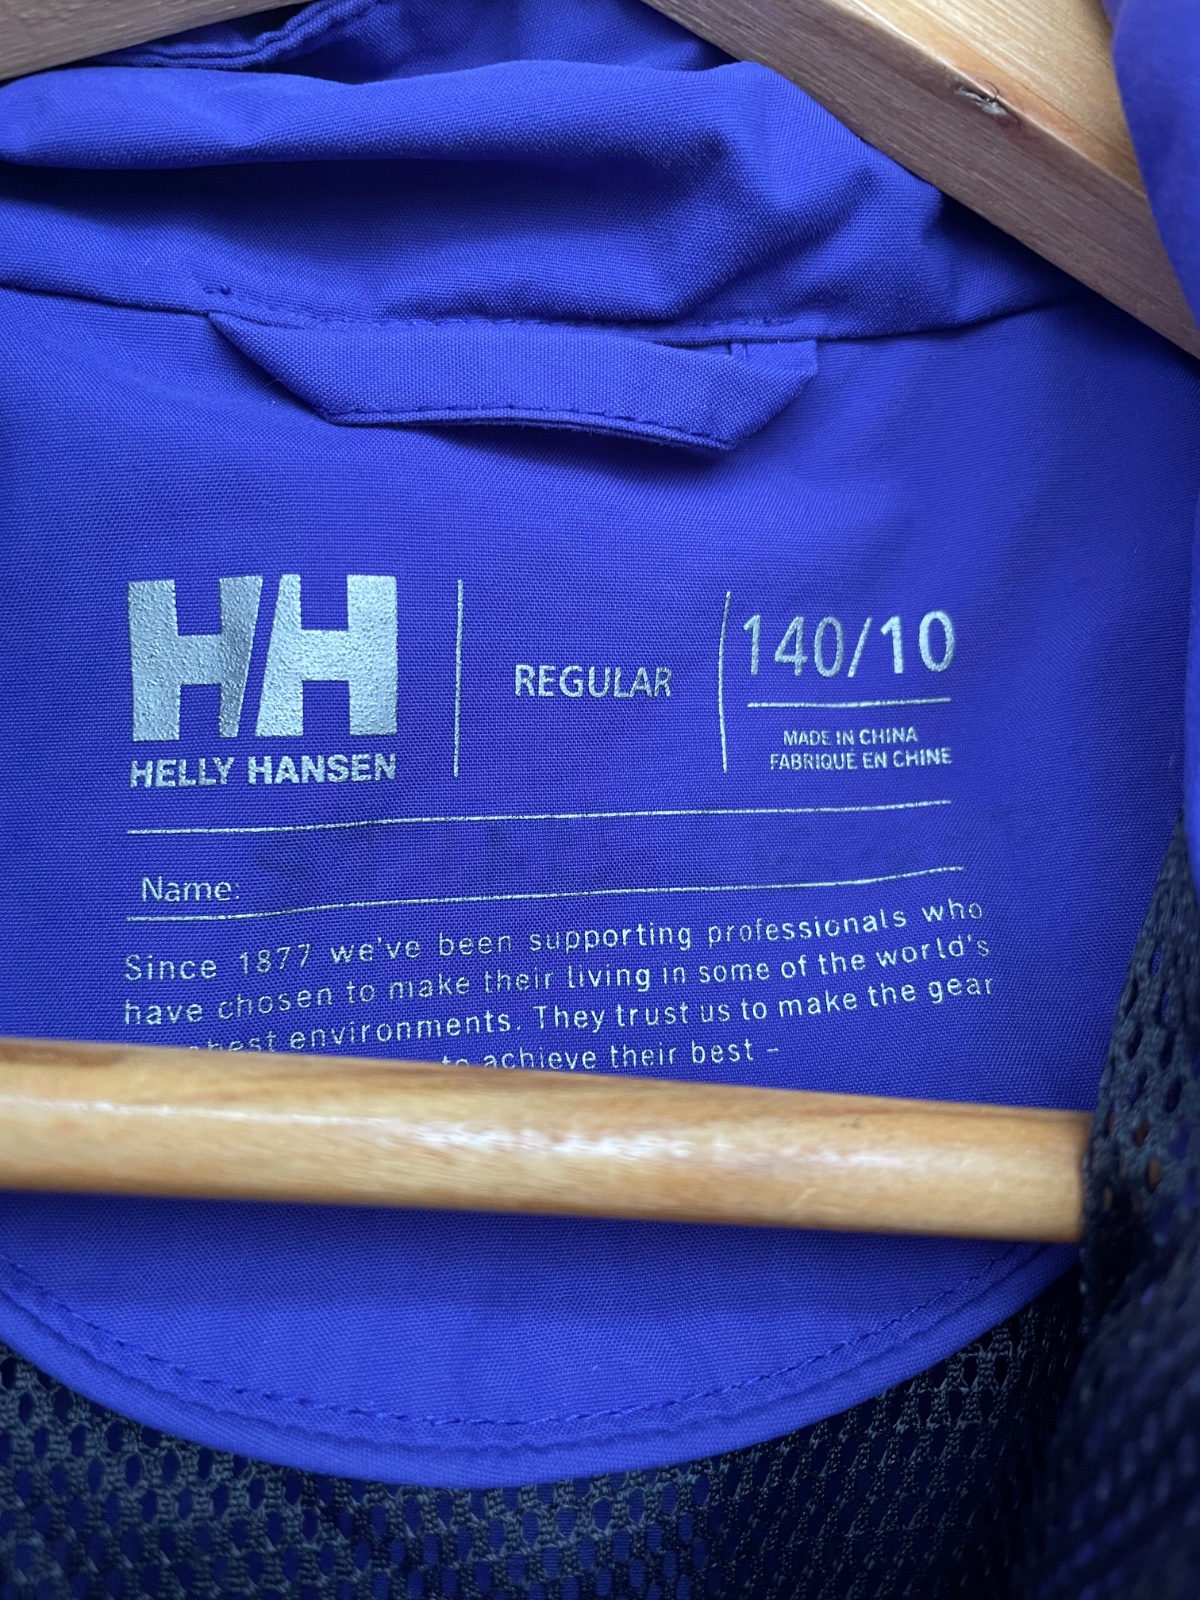 HH
HELLY HANSEN
REGULAR
140/10
MADE IN CHINA
FABRIQUÉ EN CHINE
Name:
Since 1877 we've been supporting professionals who
have chosen to make their living in some of the world's
environments. They trust us to make the gear
to achieve their best –